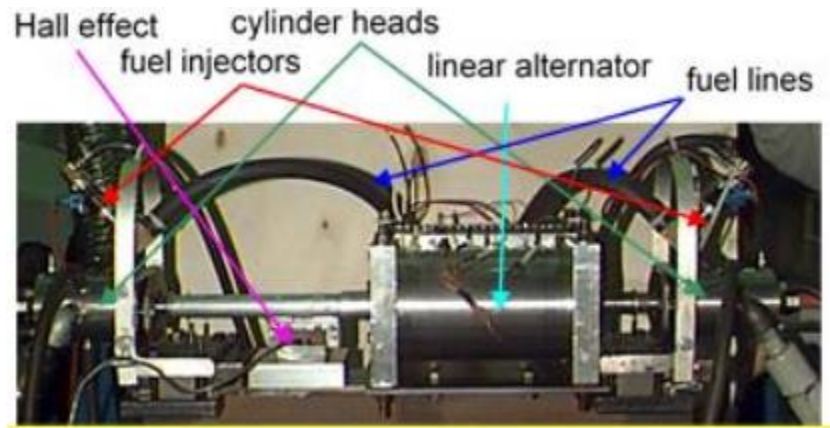 Hall effect
cylinder heads
fuel injectors
linear alternator
fuel lines